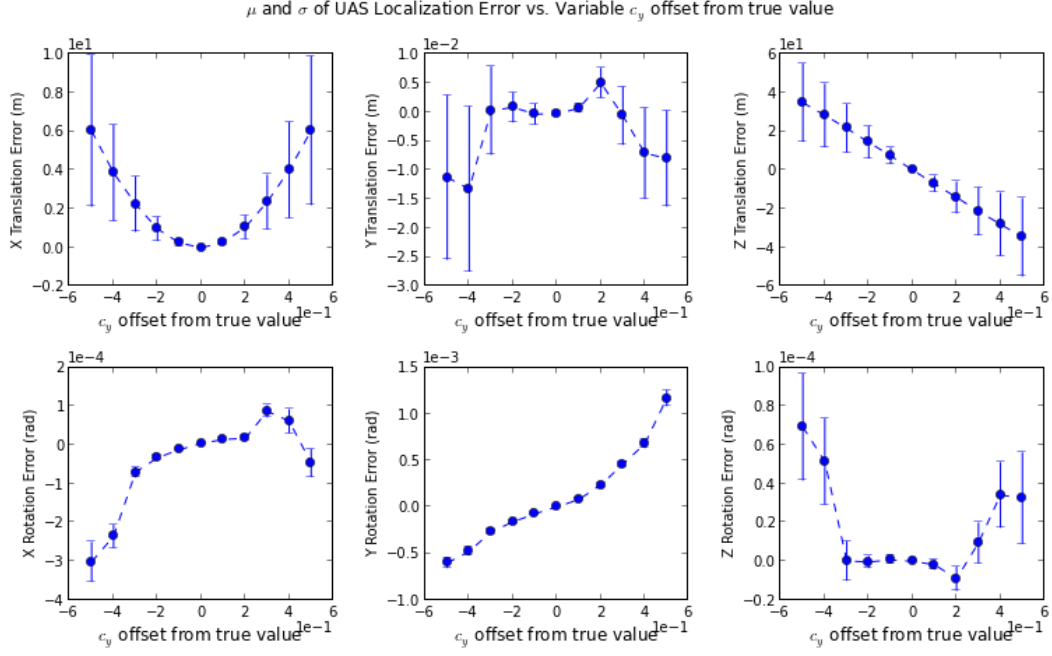 μ and σ of UAS Localization Error vs. Variable c_y offset from true value
1e1
1.0
0.8
0.6
0.4
0.2
0.0
−0.2
X Translation Error (m)
−6 −4 −2 0 2 4 6
1e−1
c_y offset from true value
1e−2
1.0
0.5
0.0
−0.5
−1.0
−1.5
−2.0
−2.5
−3.0
Y Translation Error (m)
−6 −4 −2 0 2 4 6
1e−1
c_y offset from true value
6e1
4
2
0
−2
−4
−6
Z Translation Error (m)
−6 −4 −2 0 2 4 6
1e−1
c_y offset from true value
1e−4
2
1
0
−1
−2
−3
−4
X Rotation Error (rad)
−6 −4 −2 0 2 4 6
1e−1
c_y offset from true value
1e−3
1.5
1.0
0.5
0.0
−0.5
−1.0
Y Rotation Error (rad)
−6 −4 −2 0 2 4 6
1e−1
c_y offset from true value
1e−4
1.0
0.8
0.6
0.4
0.2
0.0
−0.2
Z Rotation Error (rad)
−6 −4 −2 0 2 4 6
1e−1
c_y offset from true value